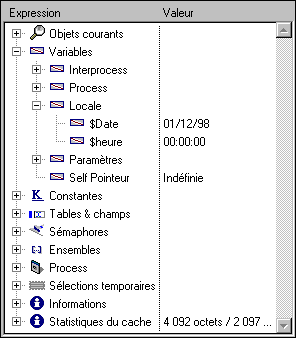 Expression Valeur
Objets courants
Variables
Interprocess
Process
Locale
$Date 01/12/98
$heure 00:00:00
Paramètres
Self Pointeur Indéfinie
Constantes
Tables & champs
Sémaphores
Ensembles
Process
Sélections temporaires
Informations
Statistiques du cache 4 092 octets / 2 097 ...